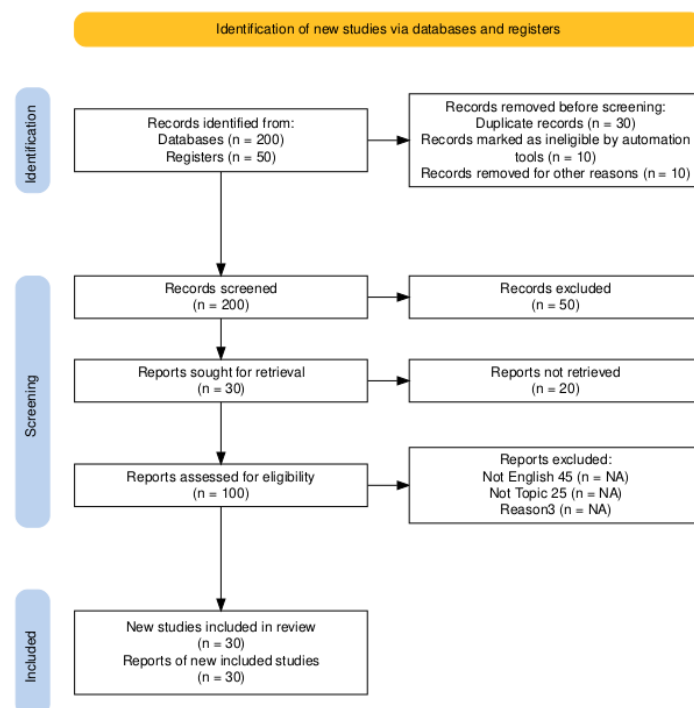 Identification of new studies via databases and registers
Identification
Records identified from:
Databases (n = 200)
Registers (n = 50)
Records removed before screening:
Duplicate records (n = 30)
Records marked as ineligible by automation
tools (n = 10)
Records removed for other reasons (n = 10)
Screening
Records screened
(n = 200)
Records excluded
(n = 50)
Reports sought for retrieval
(n = 30)
Reports not retrieved
(n = 20)
Reports assessed for eligibility
(n = 100)
Reports excluded:
Not English 45 (n = NA)
Not Topic 25 (n = NA)
Reason3 (n = NA)
Included
New studies included in review
(n = 30)
Reports of new included studies
(n = 30)